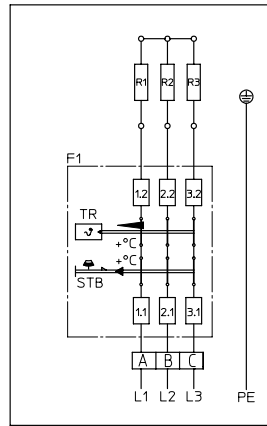 R1 R2 R3
F1
1.2 2.2 3.2
TR
+°C
+°C
STB
1.1 2.1 3.1
A B C
L1 L2 L3 PE